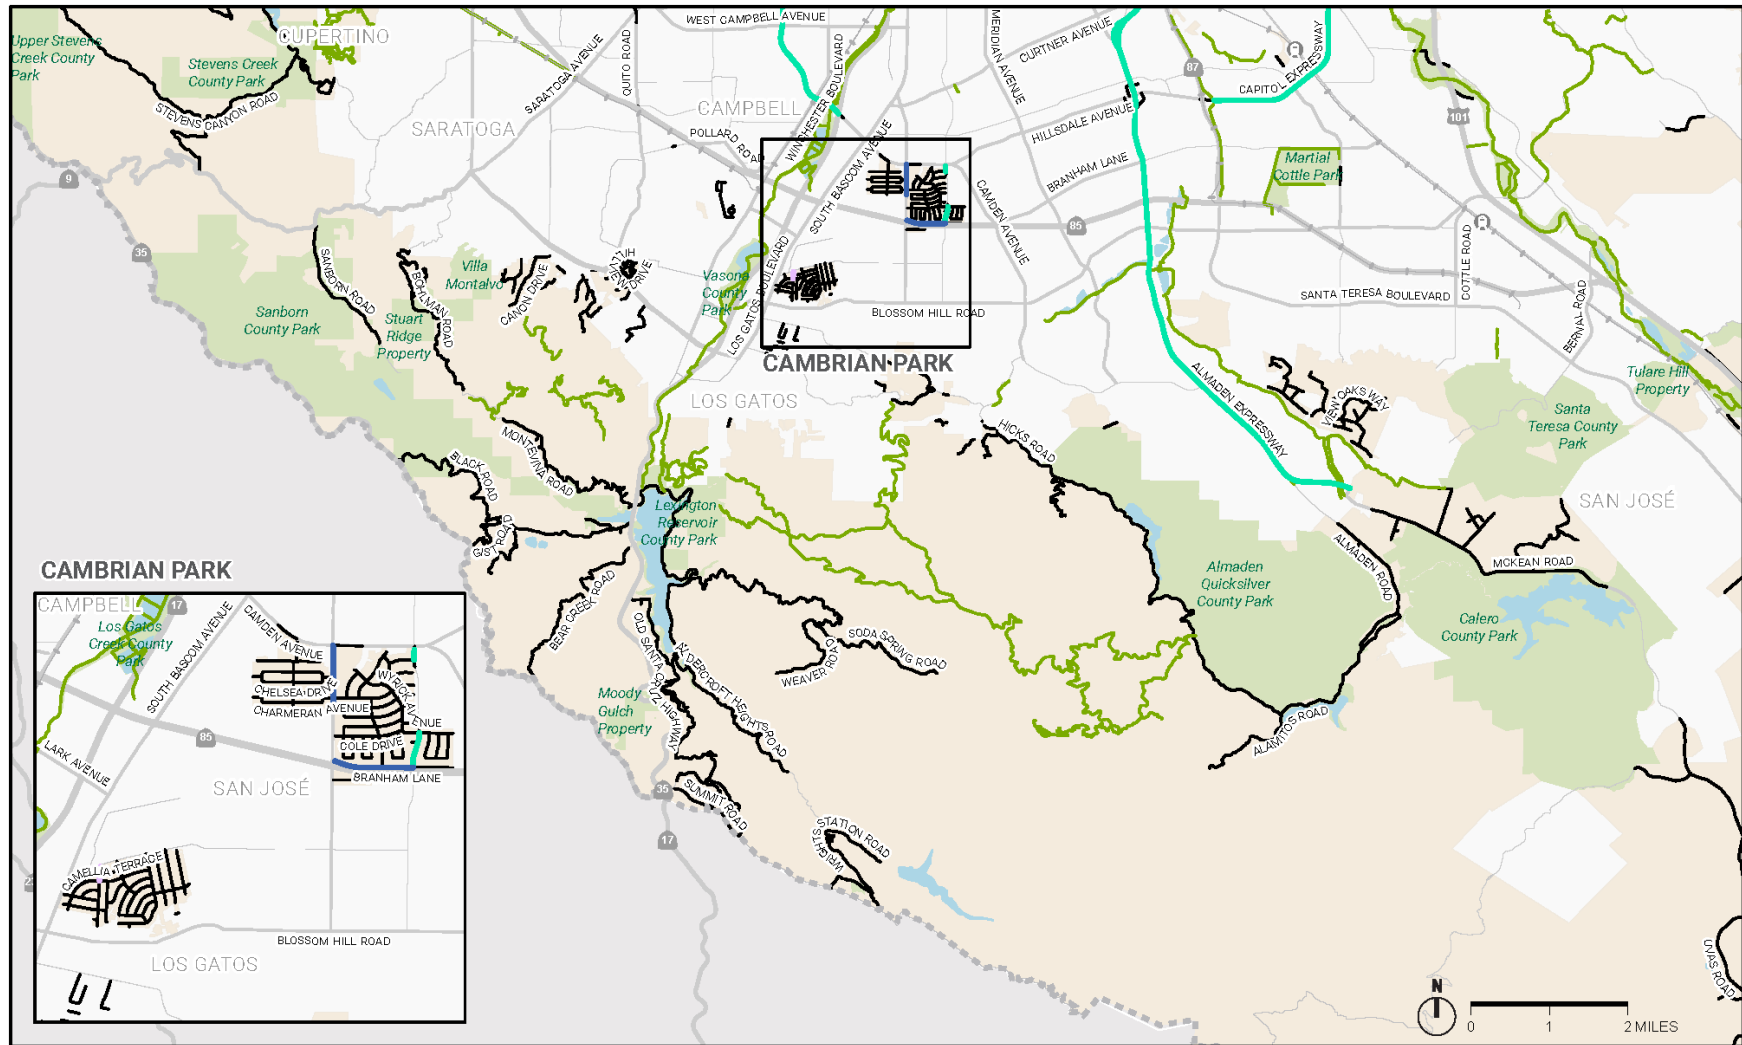 WEST CAMPBELL AVENUE
CUPERTINO
Upper Stevens
Creek County
Park
Stevens Creek
County Park
STEVENS CANYON ROAD
SARATOGA AVENUE
QUITO ROAD
WINCHESTER BOULEVARD
MERIDIAN AVENUE
CURTNER AVENUE
87
CAPITOL EXPRESSWAY
101
CAMPBELL
SARATOGA
POLLARD ROAD
HILLSDALE AVENUE
BRANHAM LANE
Martial
Cottle Park
9
SOUTH BASCOM AVENUE
CAMDEN AVENUE
85
35
SANBORN ROAD
BOHLMAN ROAD
Villa
Montalvo
CANON DRIVE
Vasona
County
Park
LOS GATOS BOULEVARD
COTTLE ROAD
SANTA TERESA BOULEVARD
BERNAL ROAD
Sanborn
County Park
Stuart
Ridge
Property
BLOSSOM HILL ROAD
CAMBRIAN PARK
LOS GATOS
ALMADEN EXPRESSWAY
VIEW OAKS WAY
Tulare Hill
Property
Santa
Teresa County
Park
HICKS ROAD
MONTEVINA ROAD
BLACK ROAD
GIST ROAD
Lexington
Reservoir
County Park
SAN JOSÉ
ALMADEN ROAD
MCKEAN ROAD
Almaden
Quicksilver
County Park
Calero
County Park
BEAR CREEK ROAD
OLD SANTA CRUZ HIGHWAY
ALDERCROFT HEIGHTS ROAD
WEAVER ROAD
SODA SPRING ROAD
Moody
Gulch
Property
ALAMITOS ROAD
35
SUMMIT ROAD
17
WRIGHTS STATION ROAD
UVAS ROAD
CAMBRIAN PARK
CAMPBELL
17
Los Gatos
Creek County
Park
SOUTH BASCOM AVENUE
CAMDEN AVENUE
CHELSEA DRIVE
CHARMERAN AVENUE
WYRICK AVENUE
COLE DRIVE
BRANHAM LANE
85
LARK AVENUE
SAN JOSÉ
CAMELLIA TERRACE
BLOSSOM HILL ROAD
LOS GATOS
N
0 1 2 MILES